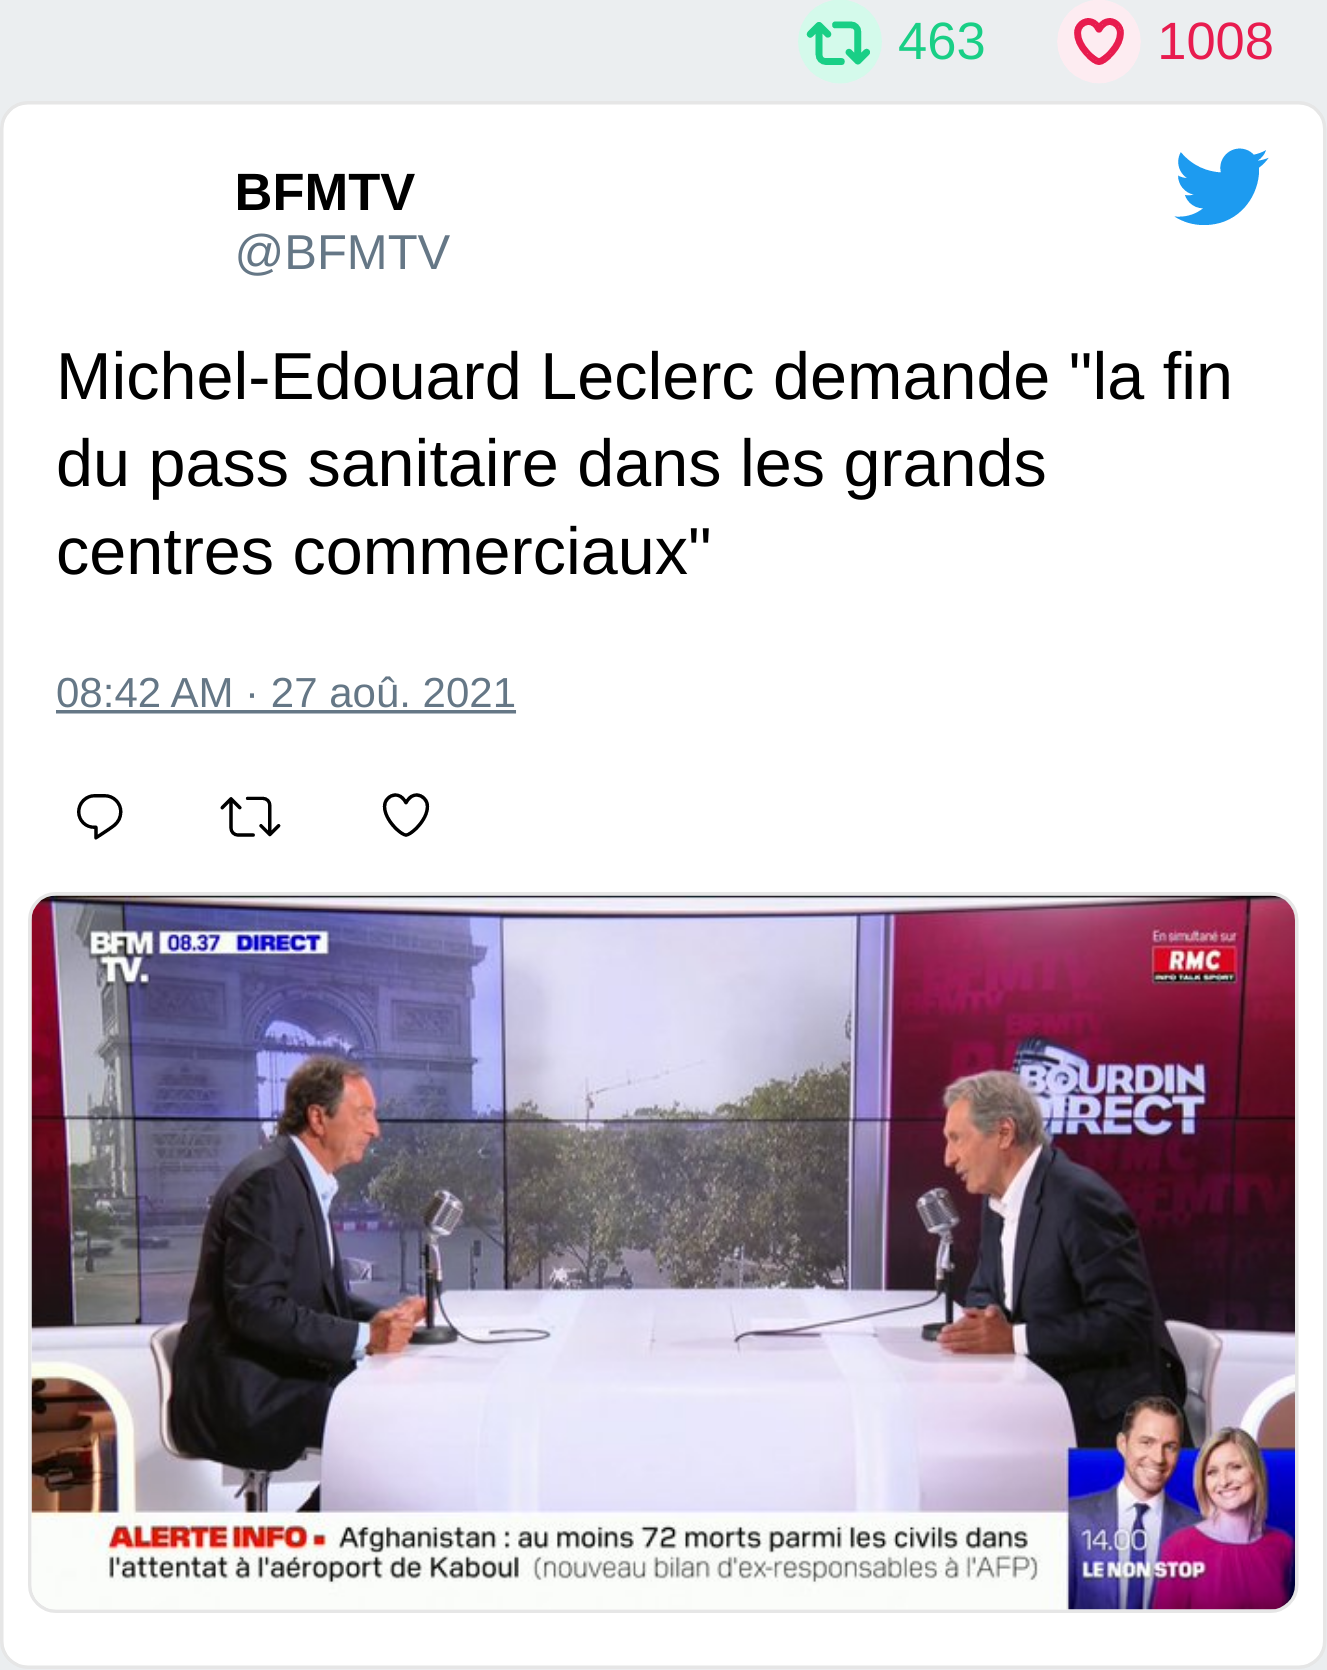 463 1008
BFMTV
@BFMTV
Michel-Edouard Leclerc demande "la fin
du pass sanitaire dans les grands
centres commerciaux"
08:42 AM · 27 aoû. 2021
BFM 08.37 DIRECT
TV.
En simultané sur
RMC
INFO TALK SPORT
BFMTV
BOURDIN
DIRECT
ALERTE INFO Afghanistan : au moins 72 morts parmi les civils dans
l'attentat à l'aéroport de Kaboul (nouveau bilan d'ex-responsables à l'AFP)
14.00
LE NON STOP